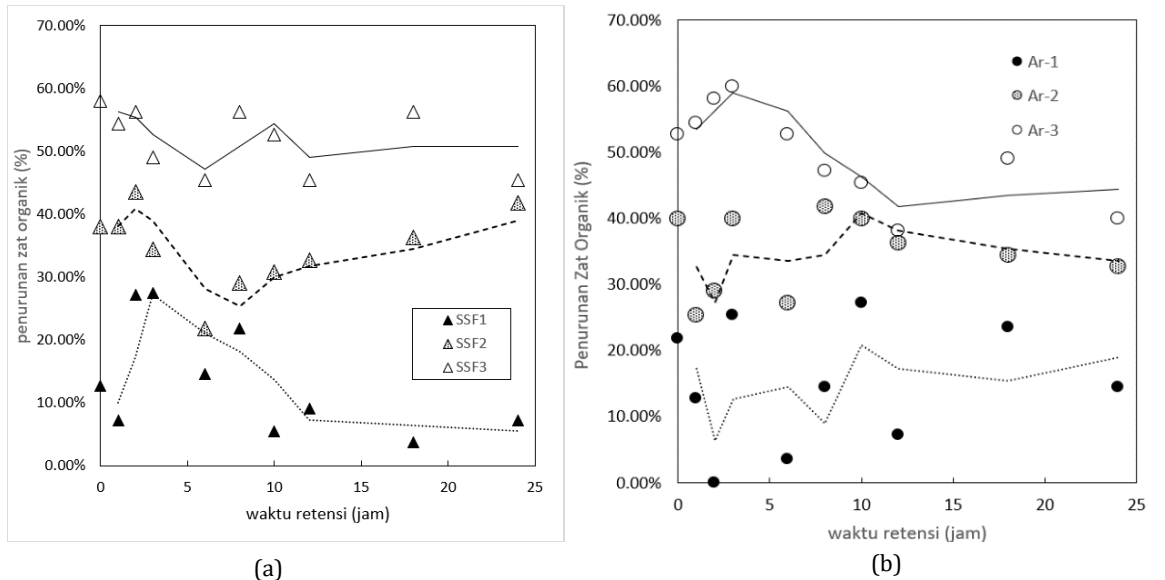 70.00%
60.00%
50.00%
40.00%
30.00%
20.00%
10.00%
0.00%
penurunan zat organik (%)
0 5 10 15 20 25
waktu retensi (jam)
SSF1
SSF2
SSF3
(a)
70.00%
60.00%
50.00%
40.00%
30.00%
20.00%
10.00%
0.00%
Penurunan Zat Organik (%)
0 5 10 15 20 25
waktu retensi (jam)
Ar-1
Ar-2
Ar-3
(b)